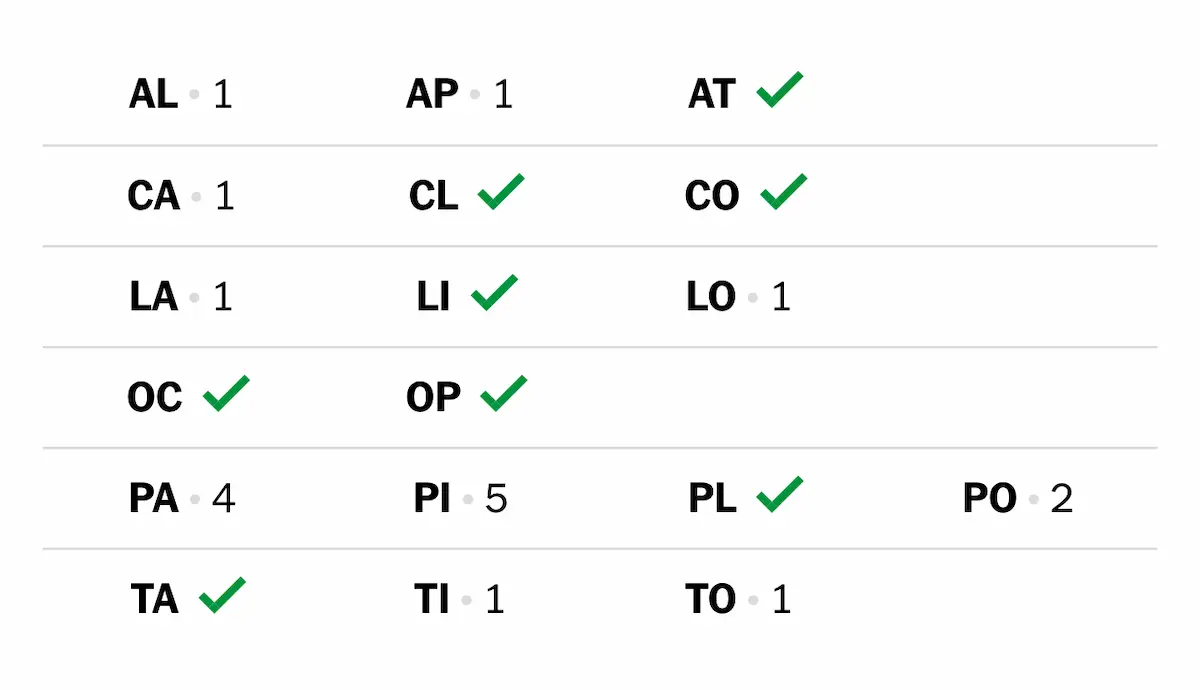 AL • 1 AP • 1 AT ✓
CA • 1 CL ✓ CO ✓
LA • 1 LI ✓ LO • 1
OC ✓ OP ✓
PA • 4 PI • 5 PL ✓ PO • 2
TA ✓ TI • 1 TO • 1